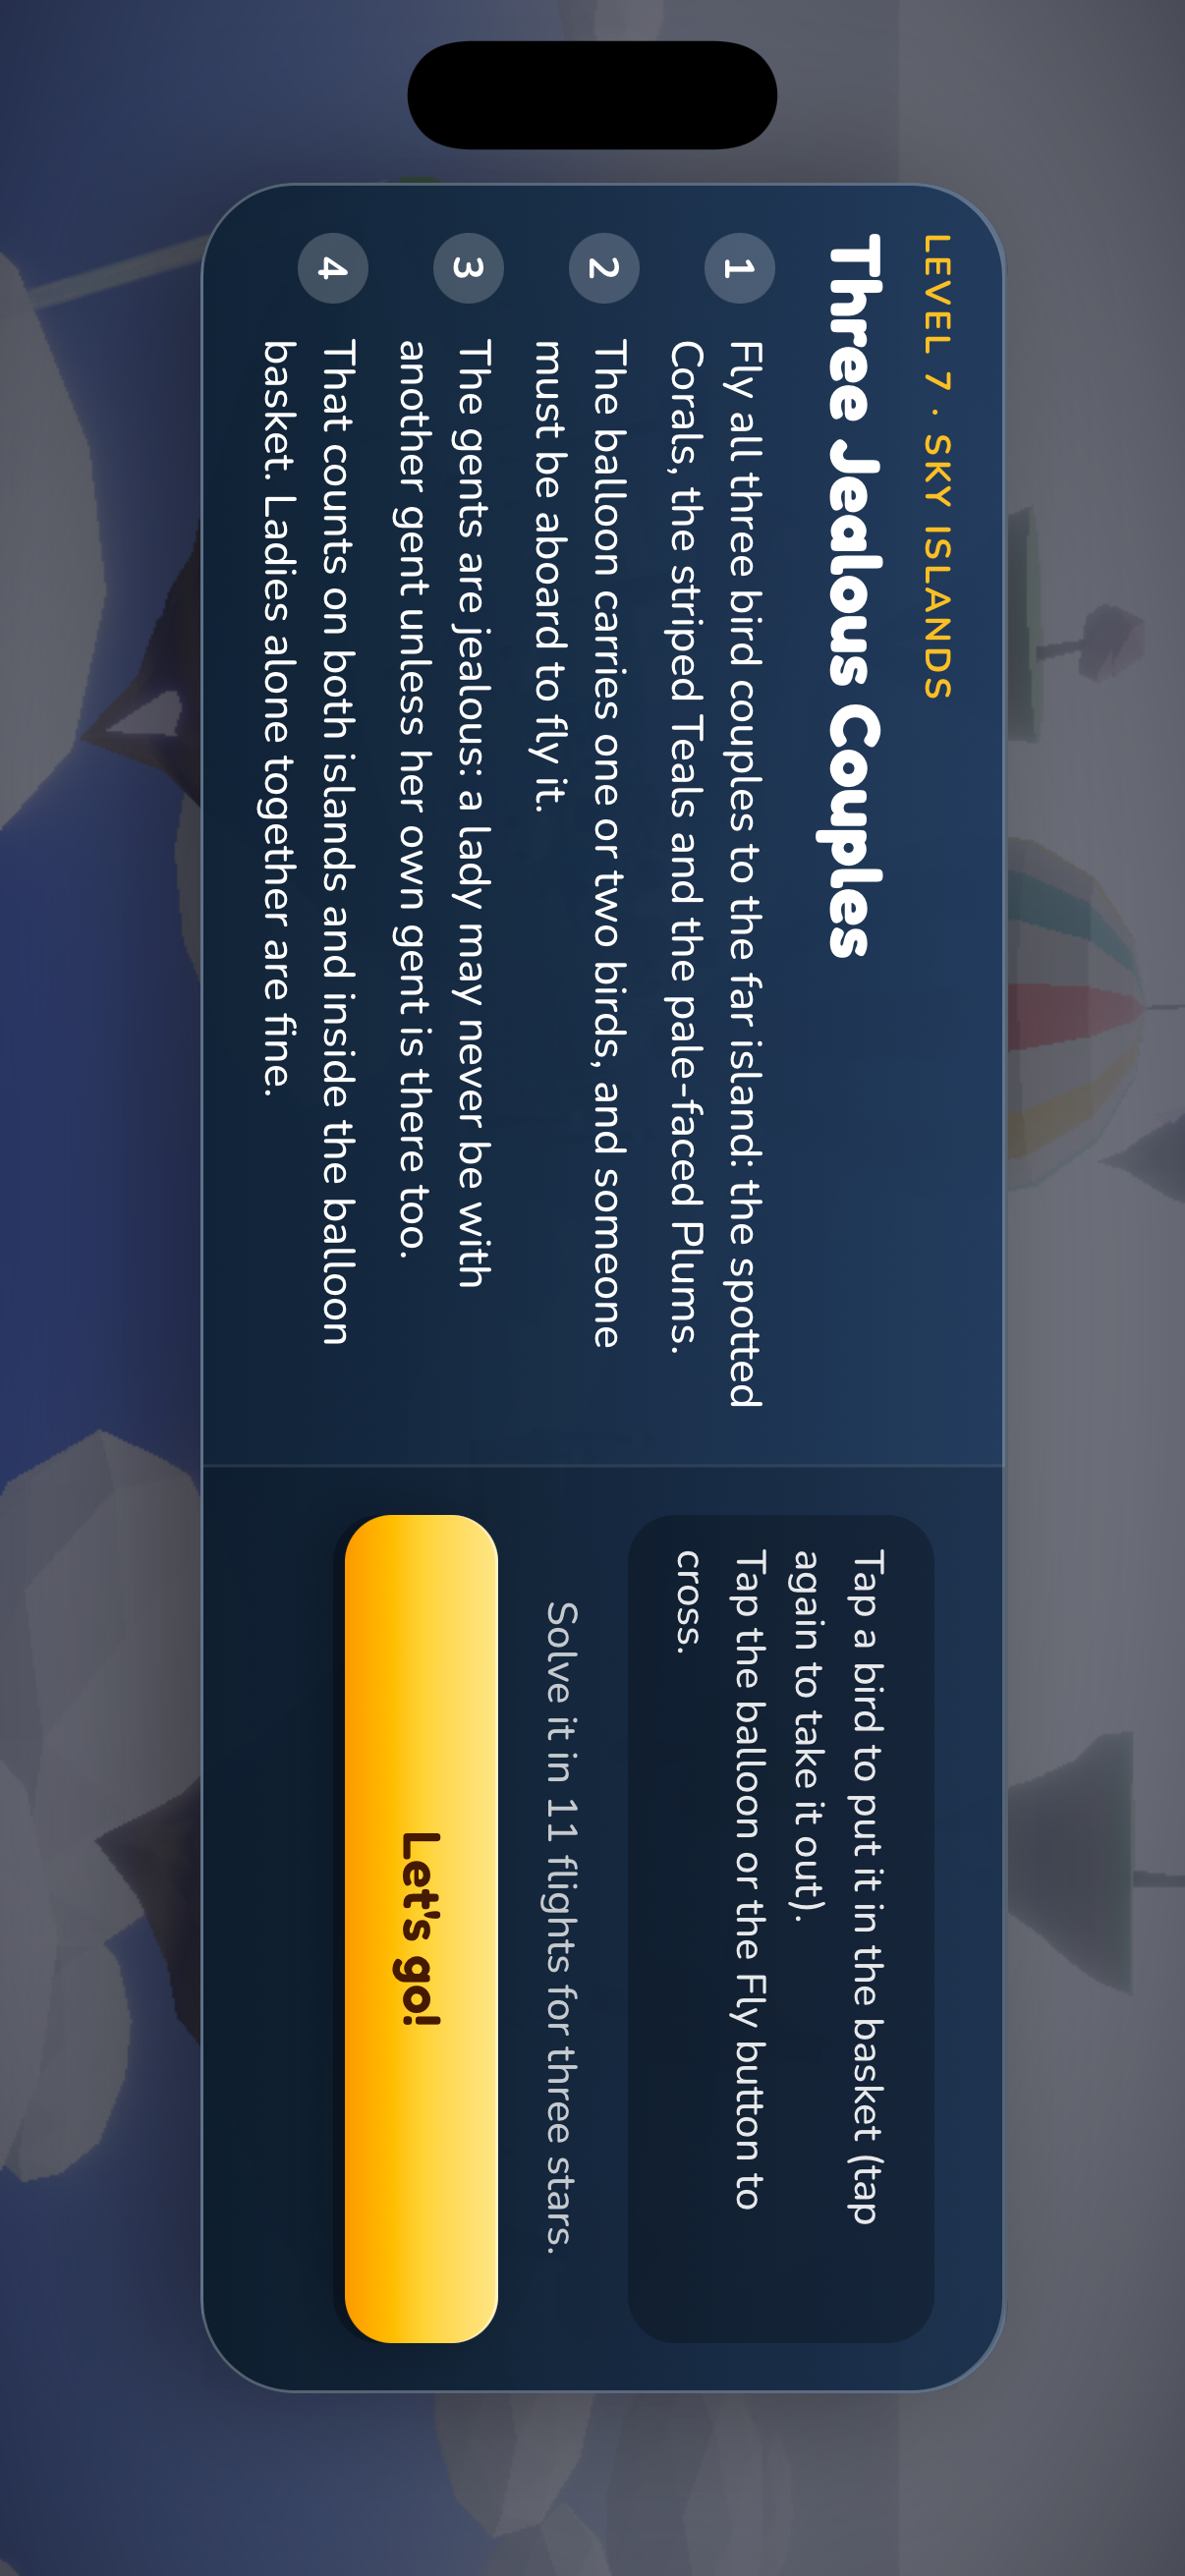 LEVEL 7 · SKY ISLANDS
Three Jealous Couples
1 Fly all three bird couples to the far island: the spotted
Corals, the striped Teals and the pale-faced Plums.
2 The balloon carries one or two birds, and someone
must be aboard to fly it.
3 The gents are jealous: a lady may never be with
another gent unless her own gent is there too.
4 That counts on both islands and inside the balloon
basket. Ladies alone together are fine.
Tap a bird to put it in the basket (tap
again to take it out).
Tap the balloon or the Fly button to
cross.
Solve it in 11 flights for three stars.
Let's go!